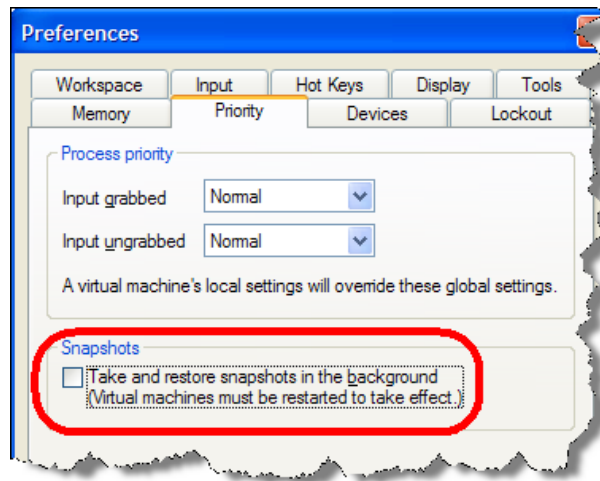 Preferences
Workspace Input Hot Keys Display Tools
Memory Priority Devices Lockout
Process priority
Input grabbed Normal
Input ungrabbed Normal
A virtual machine's local settings will override these global settings.
Snapshots
Take and restore snapshots in the background
(Virtual machines must be restarted to take effect.)